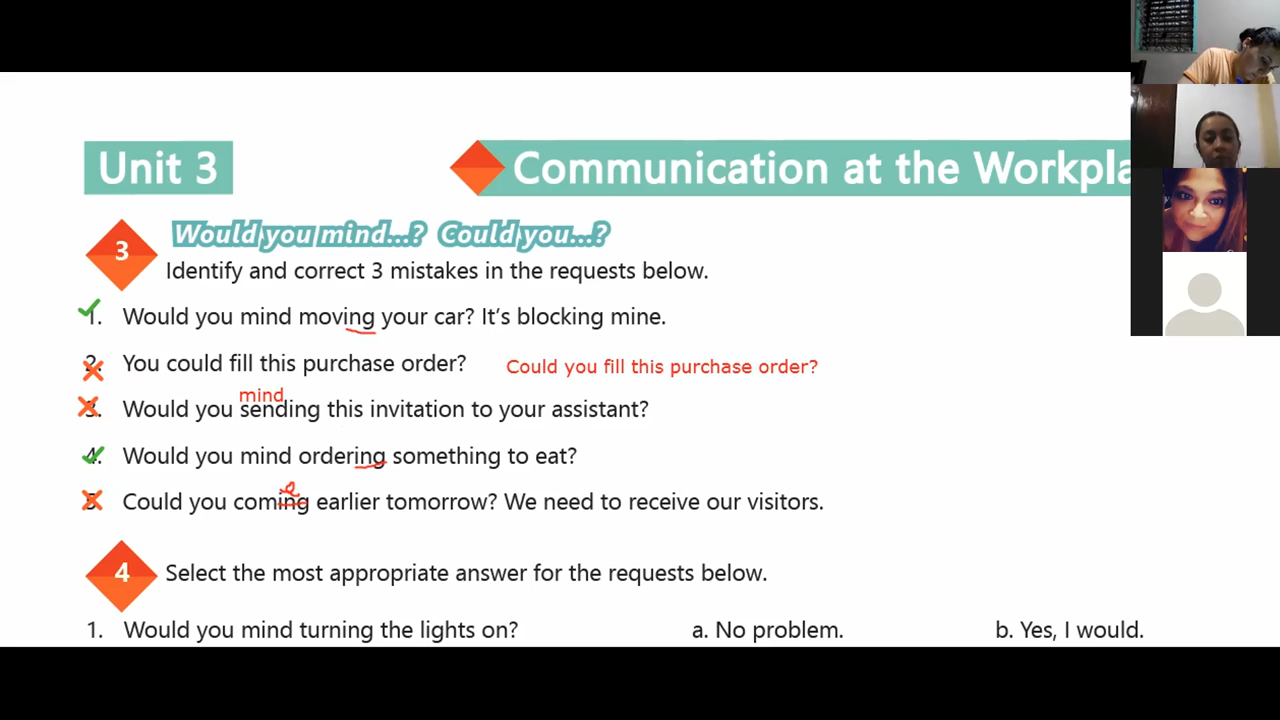 Unit 3
Communication at the Workpla
3
Would you mind...? Could you...?
Identify and correct 3 mistakes in the requests below.
1. Would you mind moving your car? It's blocking mine.
2. You could fill this purchase order? Could you fill this purchase order?
mind
3. Would you sending this invitation to your assistant?
4. Would you mind ordering something to eat?
e
5. Could you coming earlier tomorrow? We need to receive our visitors.
4
Select the most appropriate answer for the requests below.
1. Would you mind turning the lights on? a. No problem. b. Yes, I would.